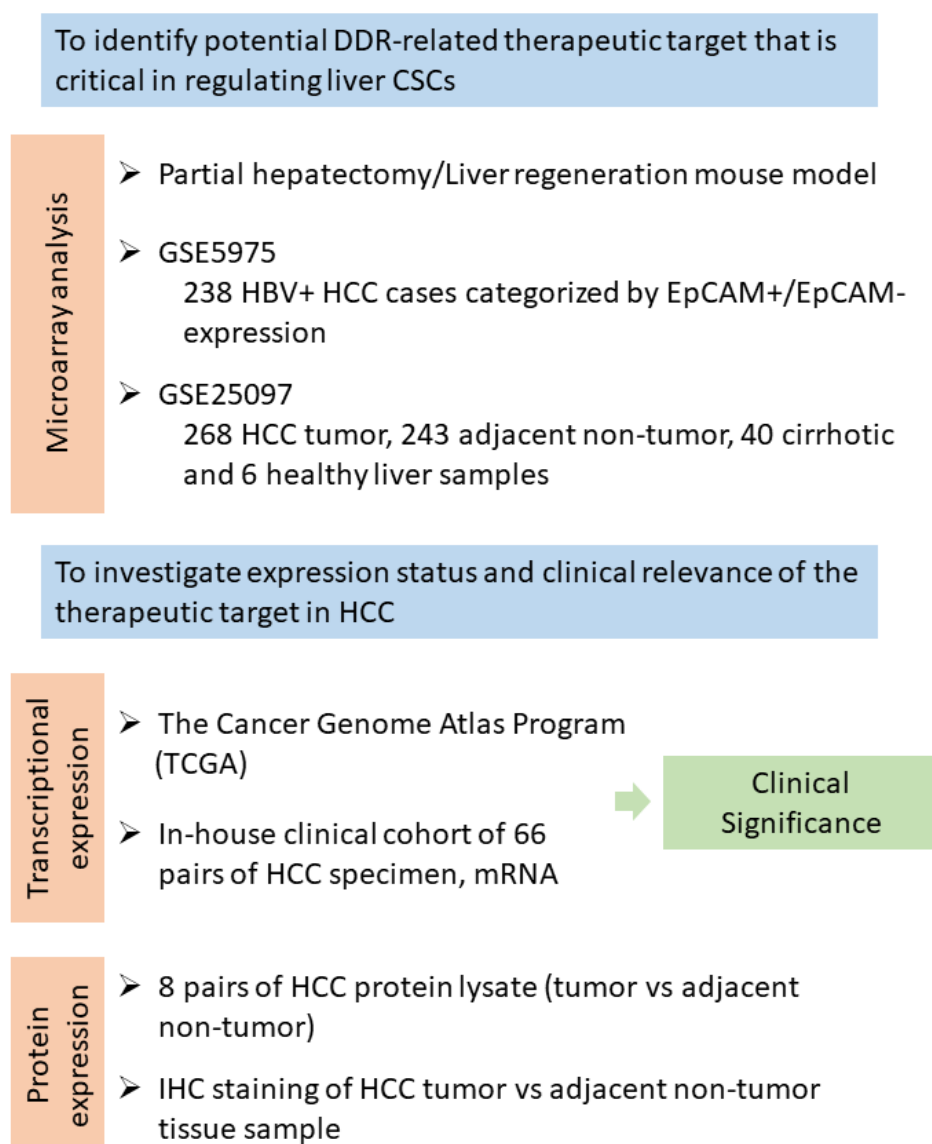 To identify potential DDR-related therapeutic target that is
critical in regulating liver CSCs
Microarray analysis
➢ Partial hepatectomy/Liver regeneration mouse model
➢ GSE5975
238 HBV+ HCC cases categorized by EpCAM+/EpCAM-
expression
➢ GSE25097
268 HCC tumor, 243 adjacent non-tumor, 40 cirrhotic
and 6 healthy liver samples
To investigate expression status and clinical relevance of the
therapeutic target in HCC
Transcriptional
expression
➢ The Cancer Genome Atlas Program
(TCGA)
➢ In-house clinical cohort of 66
pairs of HCC specimen, mRNA
Clinical
Significance
Protein
expression
➢ 8 pairs of HCC protein lysate (tumor vs adjacent
non-tumor)
➢ IHC staining of HCC tumor vs adjacent non-tumor
tissue sample